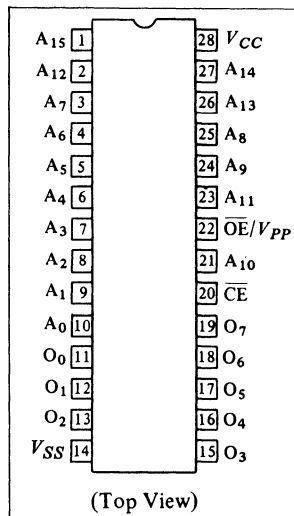 A15 1 28 VCC
A12 2 27 A14
A7 3 26 A13
A6 4 25 A8
A5 5 24 A9
A4 6 23 A11
A3 7 22 O̅E̅/VPP
A2 8 21 A10
A1 9 20 C̅E̅
A0 10 19 O7
O0 11 18 O6
O1 12 17 O5
O2 13 16 O4
VSS 14 15 O3
(Top View)